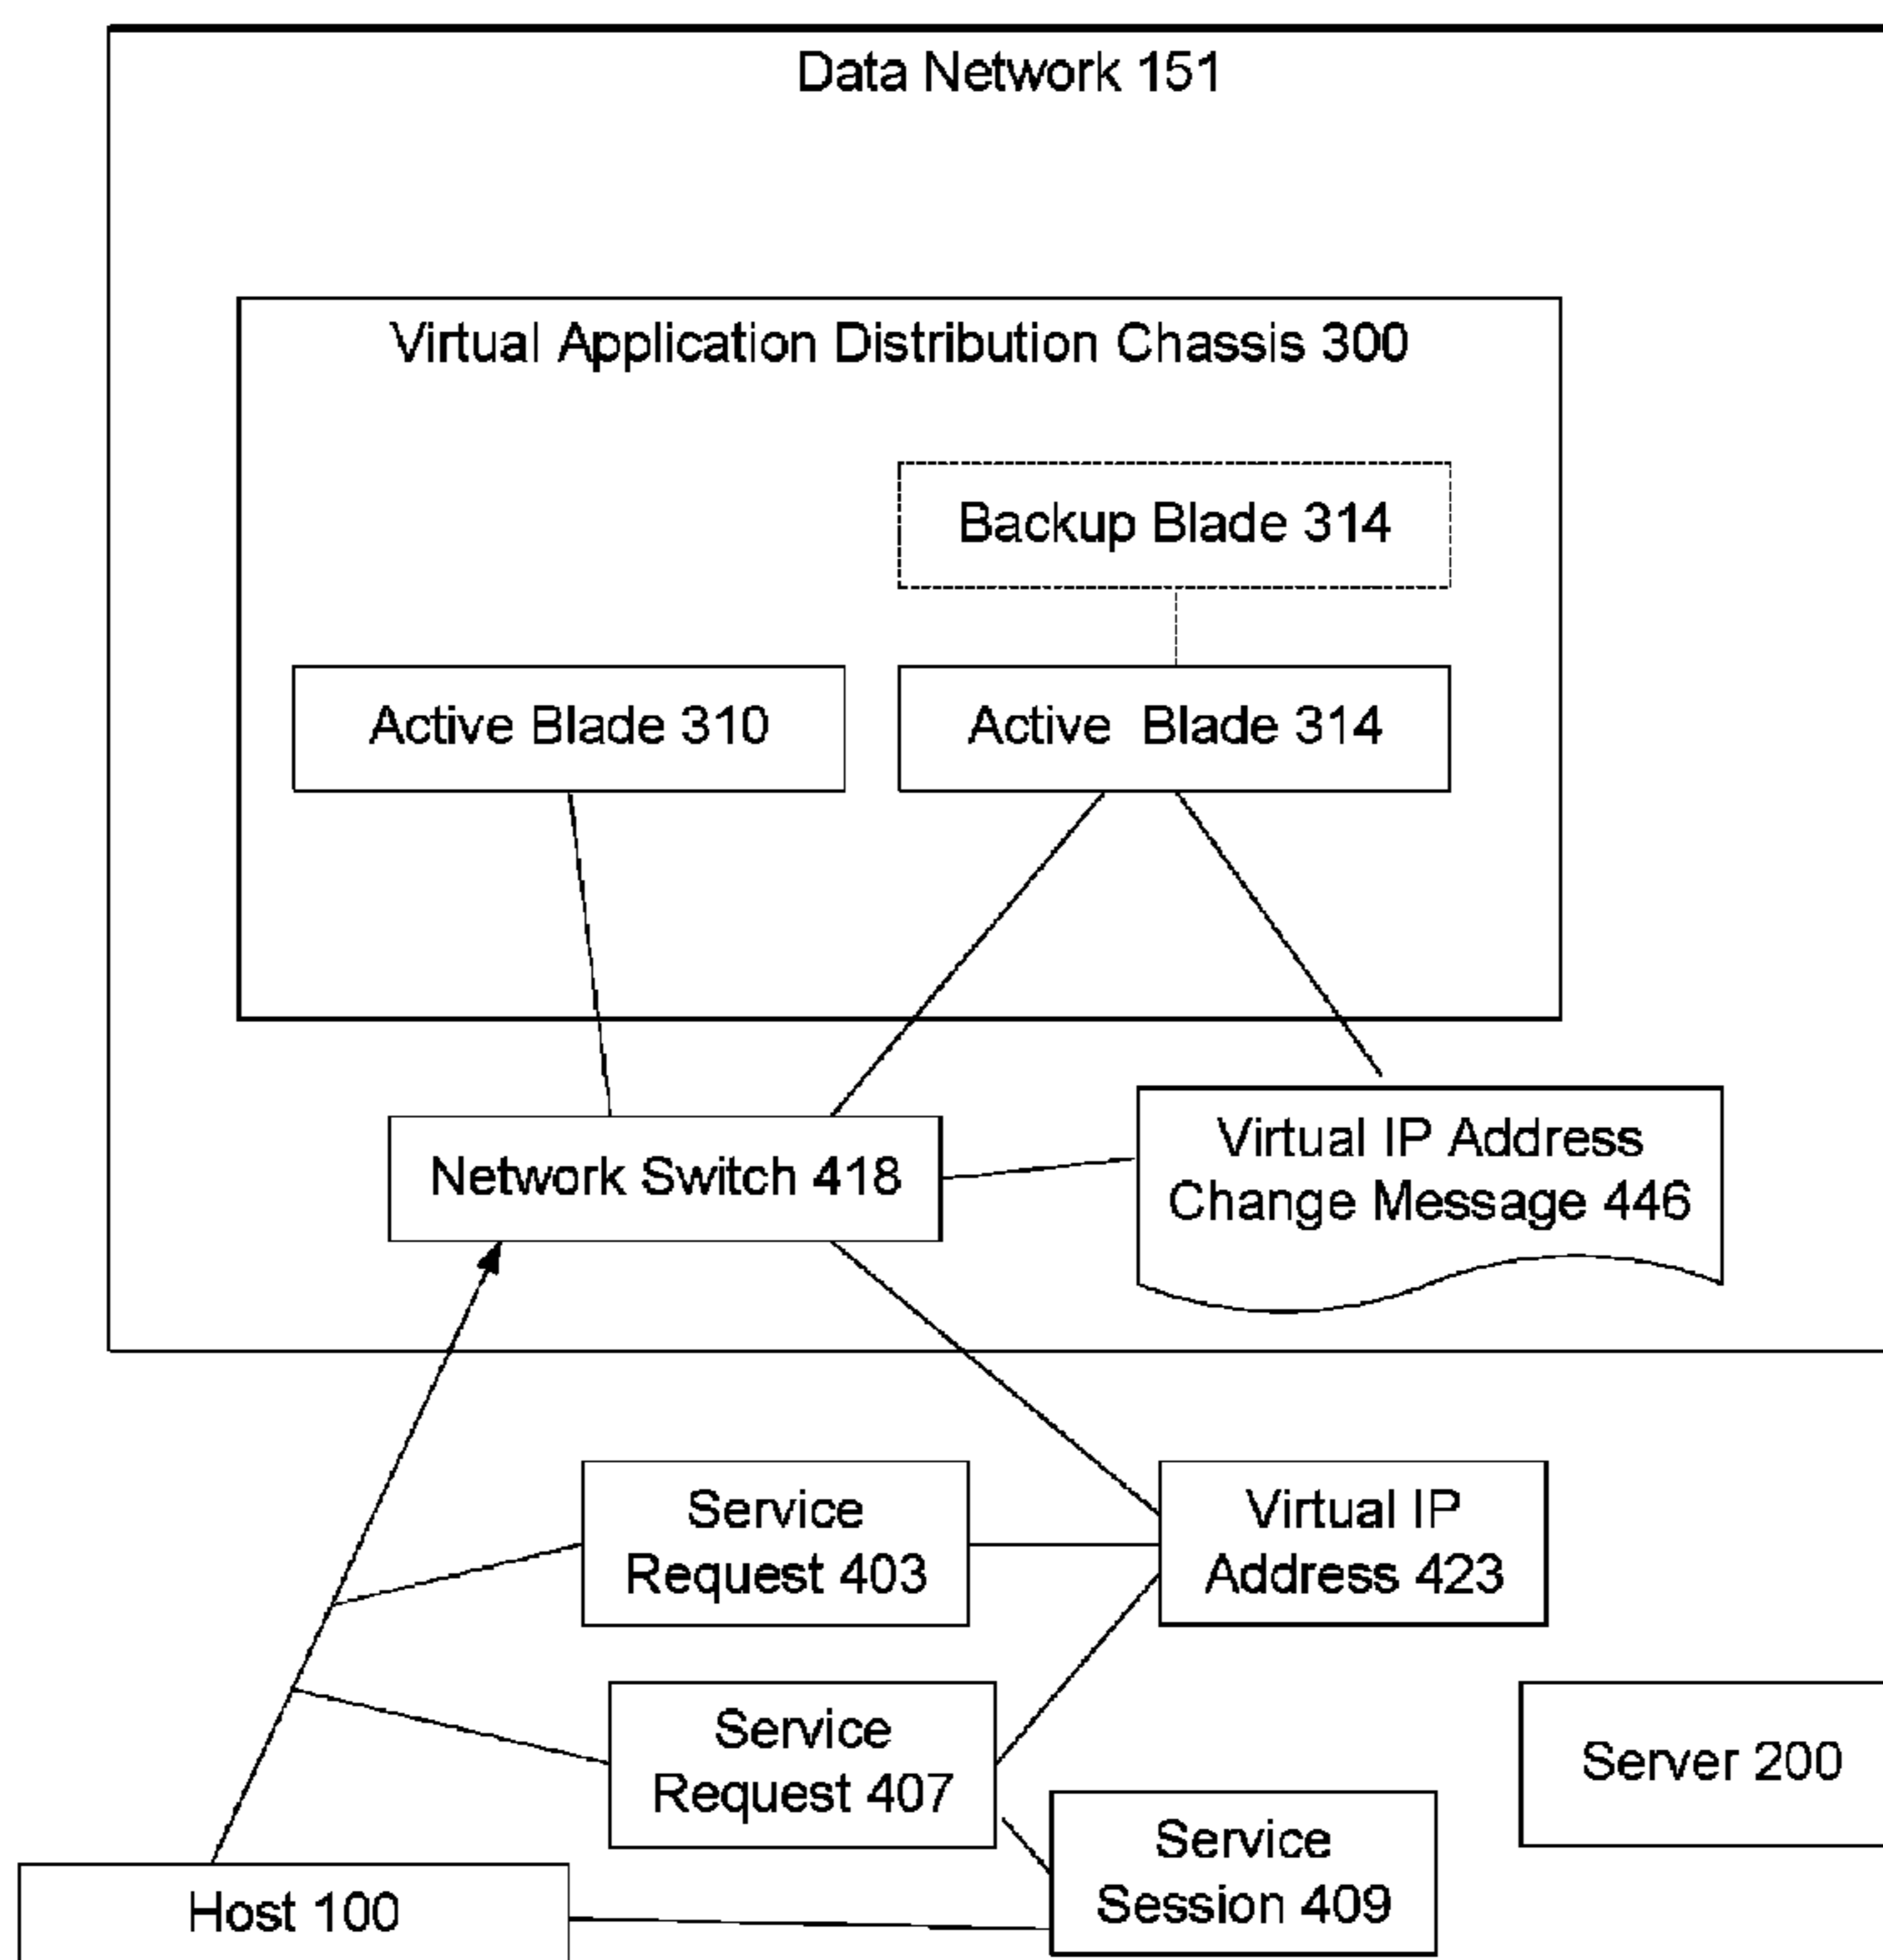 Data Network 151
Virtual Application Distribution Chassis 300
Backup Blade 314
Active Blade 310
Active Blade 314
Network Switch 418
Virtual IP Address
Change Message 446
Service
Request 403
Virtual IP
Address 423
Service
Request 407
Server 200
Service
Session 409
Host 100